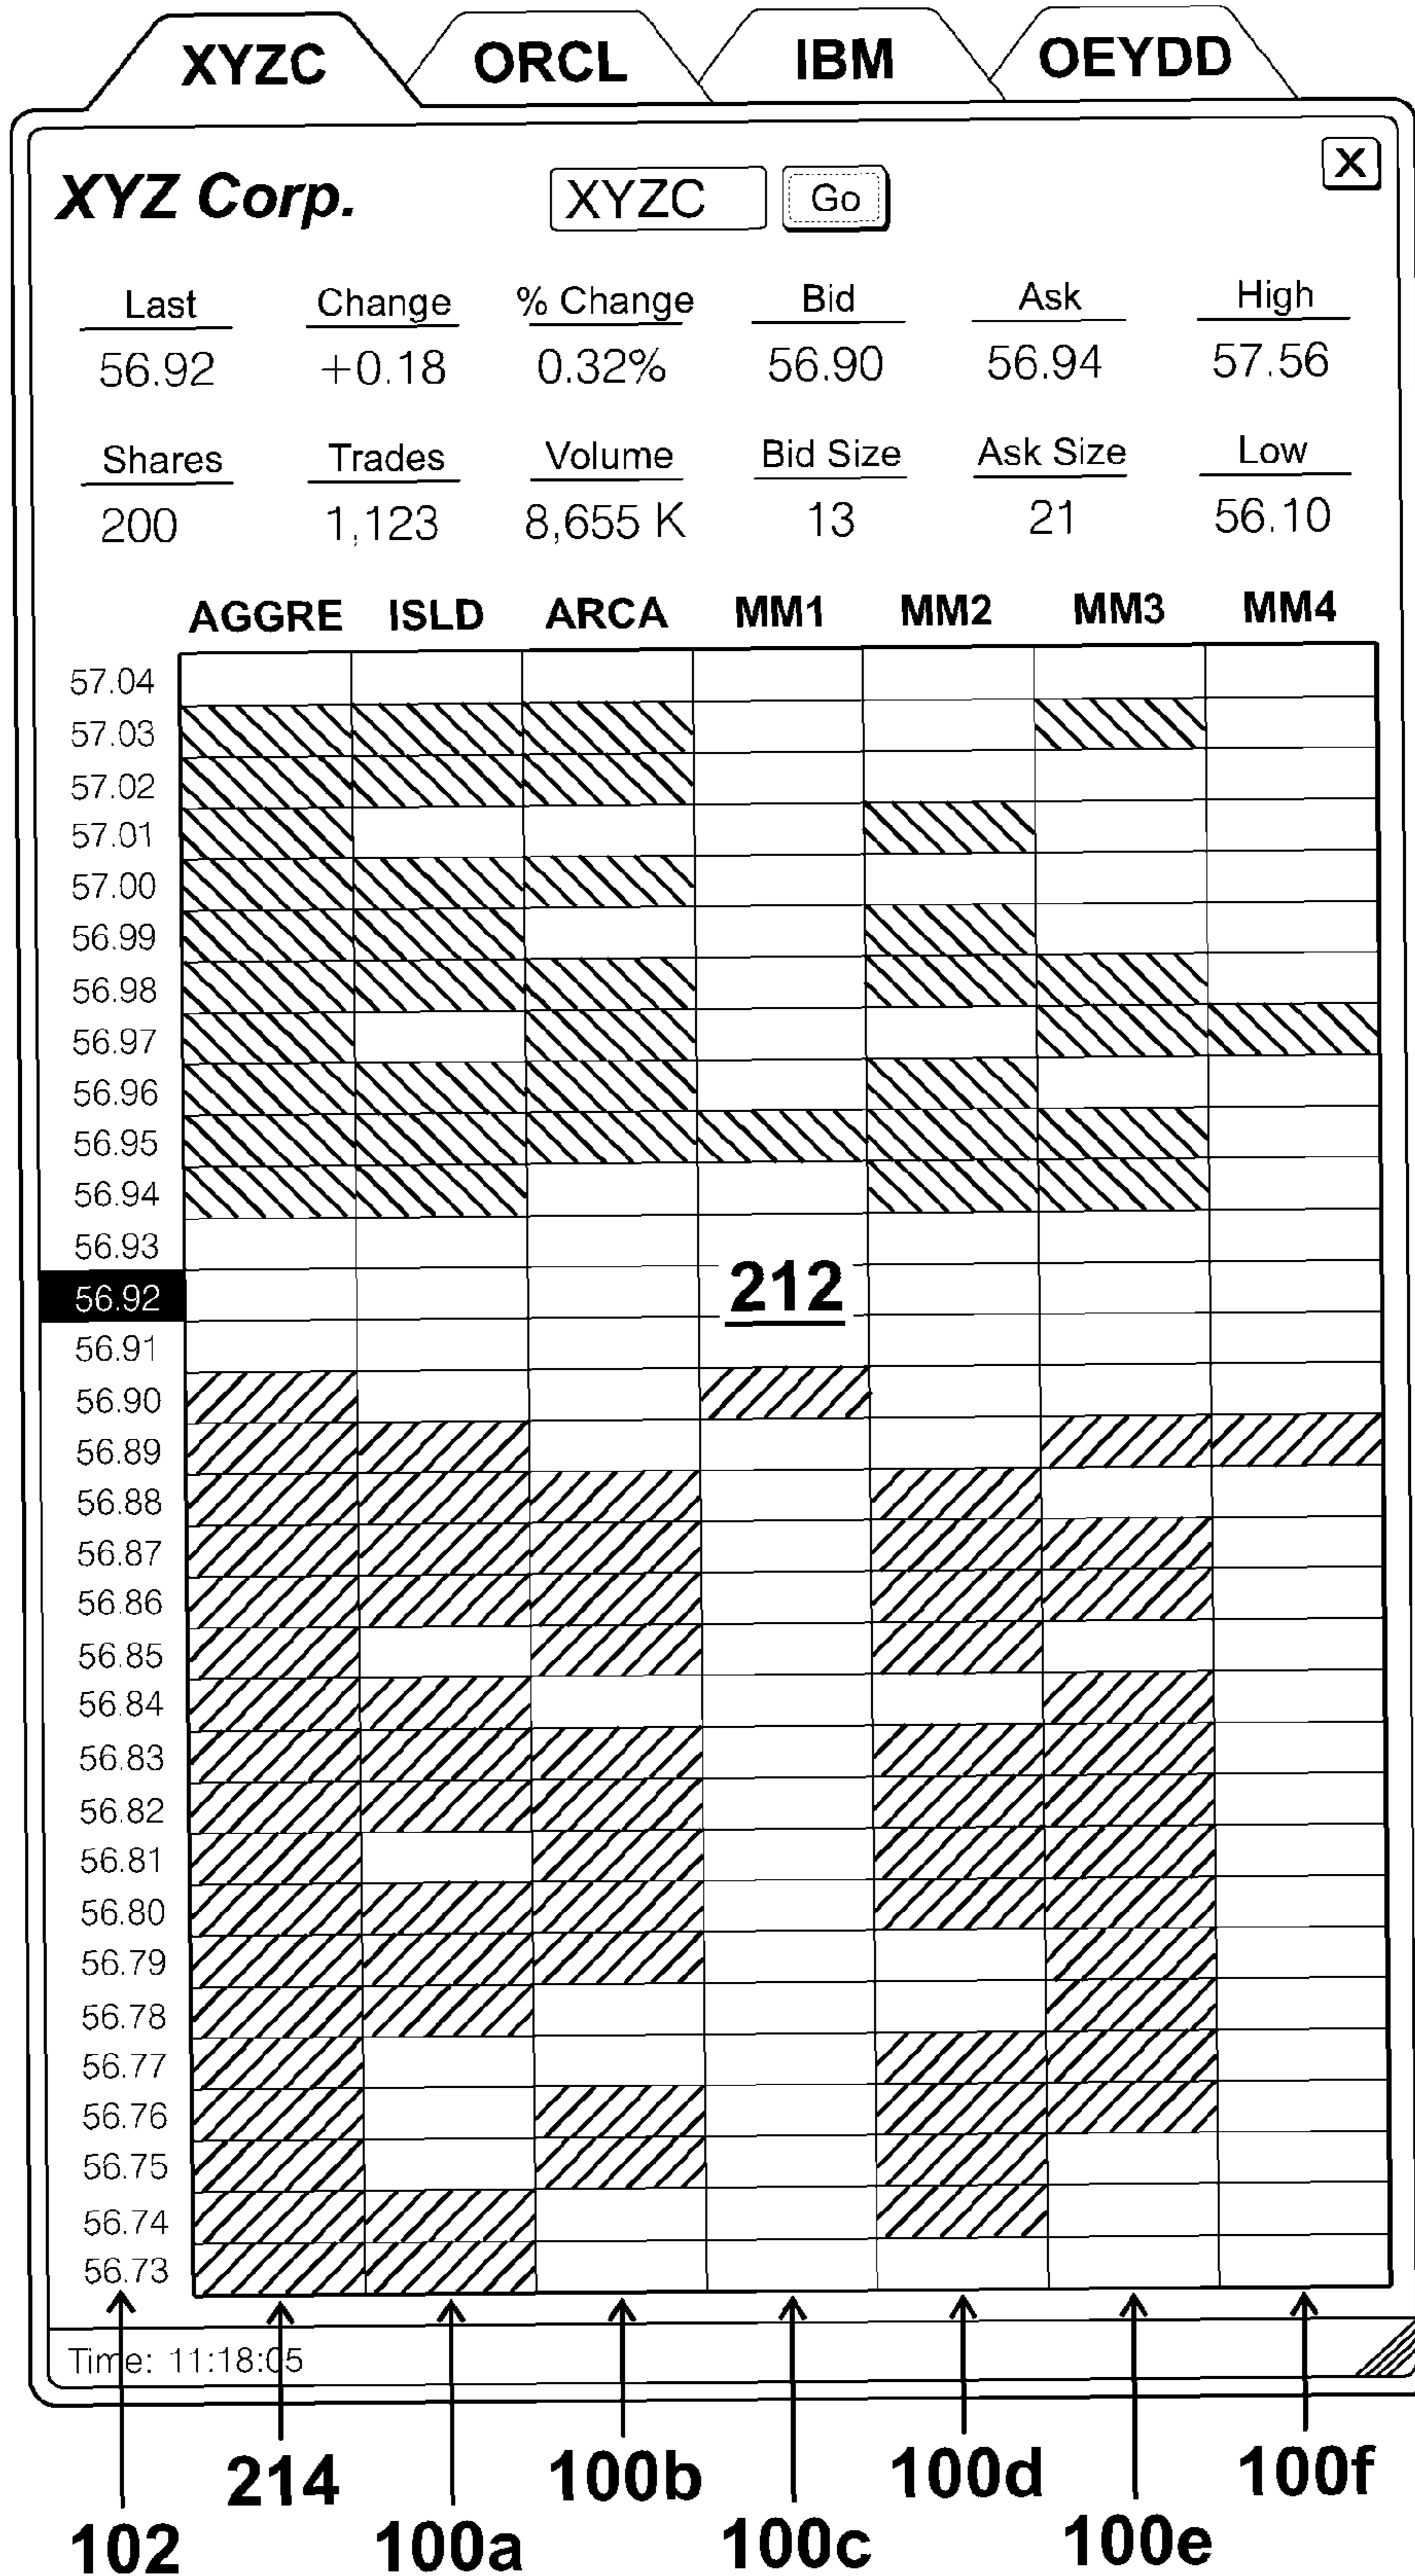 XYZC ORCL IBM OEYDD
X
XYZ Corp. XYZC Go
Last Change % Change Bid Ask High
56.92 +0.18 0.32% 56.90 56.94 57.56
Shares Trades Volume Bid Size Ask Size Low
200 1,123 8,655 K 13 21 56.10
AGGRE ISLD ARCA MM1 MM2 MM3 MM4
57.04
57.03
57.02
57.01
57.00
56.99
56.98
56.97
56.96
56.95
56.94
56.93
56.92 212
56.91
56.90
56.89
56.88
56.87
56.86
56.85
56.84
56.83
56.82
56.81
56.80
56.79
56.78
56.77
56.76
56.75
56.74
56.73
Time: 11:18:05
214 100b 100d 100f
102 100a 100c 100e